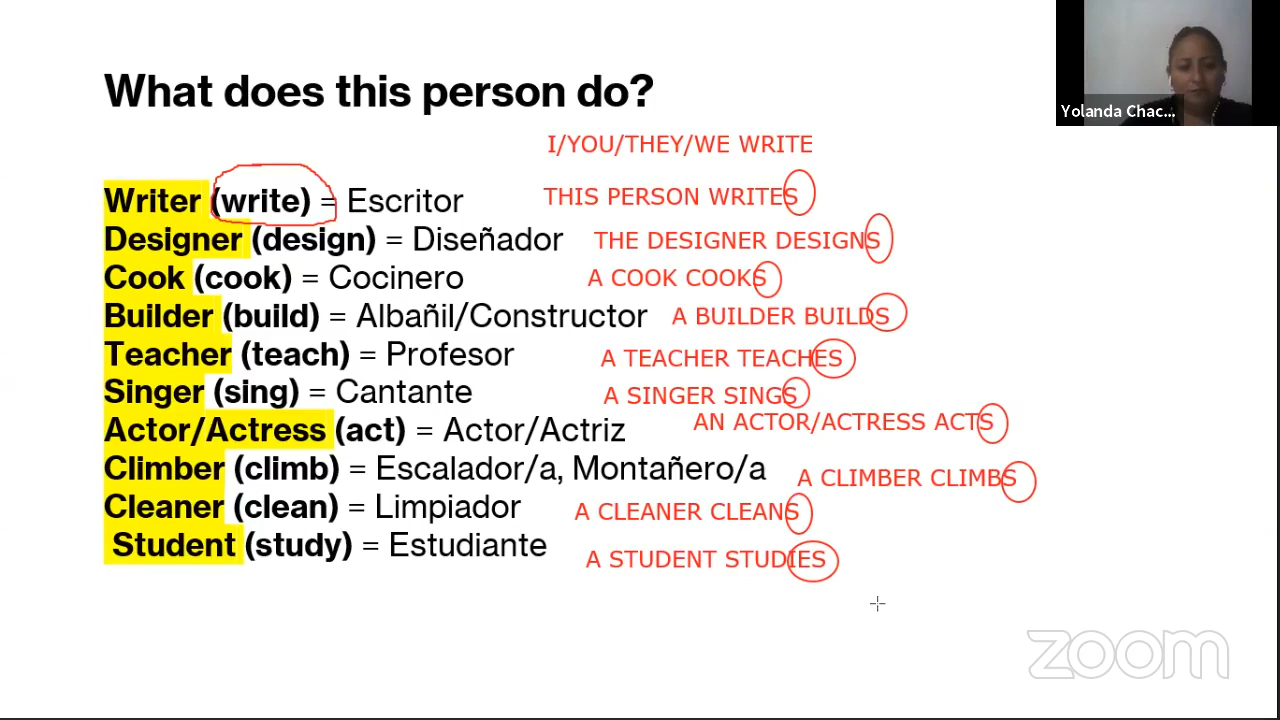 Yolanda Chac...
What does this person do?
I/YOU/THEY/WE WRITE
Writer (write) = Escritor THIS PERSON WRITES
Designer (design) = Diseñador THE DESIGNER DESIGNS
Cook (cook) = Cocinero A COOK COOKS
Builder (build) = Albañil/Constructor A BUILDER BUILDS
Teacher (teach) = Profesor A TEACHER TEACHES
Singer (sing) = Cantante A SINGER SINGS
Actor/Actress (act) = Actor/Actriz AN ACTOR/ACTRESS ACTS
Climber (climb) = Escalador/a, Montañero/a A CLIMBER CLIMBS
Cleaner (clean) = Limpiador A CLEANER CLEANS
Student (study) = Estudiante A STUDENT STUDIES
zoom